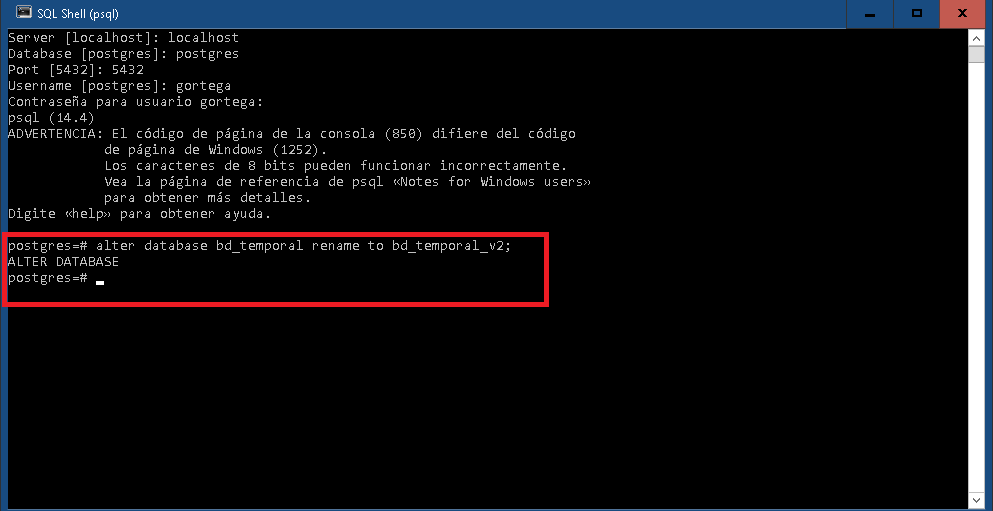 SQL Shell (psql)
Server [localhost]: localhost
Database [postgres]: postgres
Port [5432]: 5432
Username [postgres]: gortega
Contraseña para usuario gortega:
psql (14.4)
ADVERTENCIA: El código de página de la consola (850) difiere del código
de página de Windows (1252).
Los caracteres de 8 bits pueden funcionar incorrectamente.
Vea la página de referencia de psql «Notes for Windows users»
para obtener más detalles.
Digite «help» para obtener ayuda.
postgres=# alter database bd_temporal rename to bd_temporal_v2;
ALTER DATABASE
postgres=#